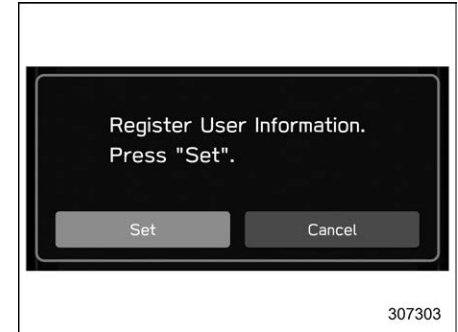 Register User Information.
Press "Set".
Set
Cancel
307303